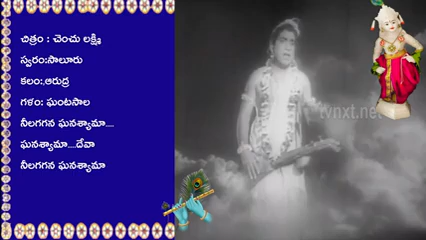 చిత్రం : చెంచు లక్ష్మి
స్వరం:సాలూరు
కలం:.ఆరుద్ర
గళం: ఘంటసాల
నీలగగన ఘనశ్యామా....
ఘనశ్యామా....దేవా
నీలగగన ఘనశ్యామా
tvnxt.net